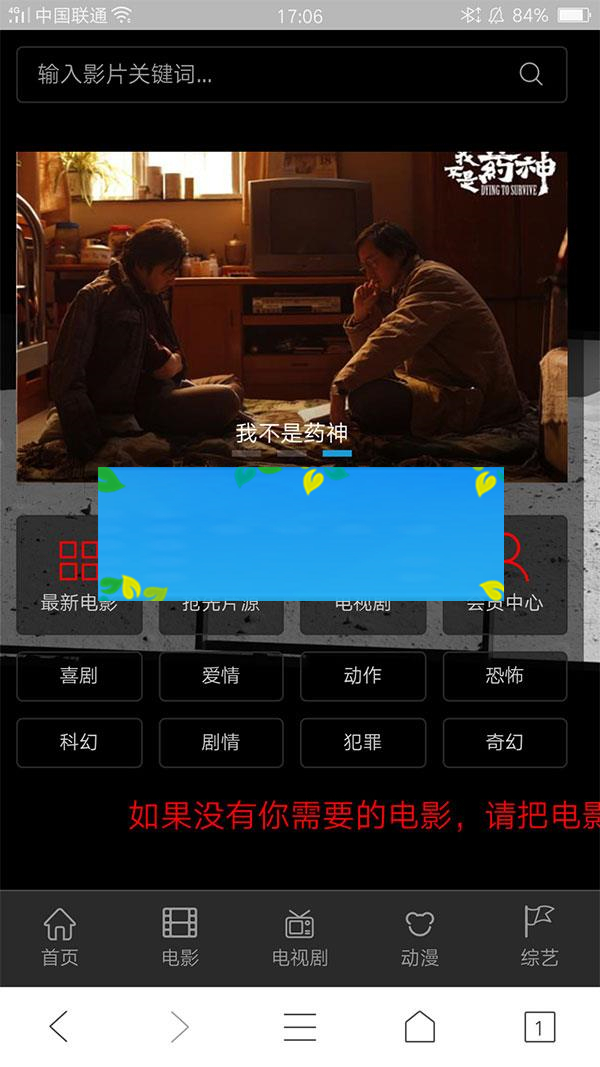 4G 中国联通 17:06 84%
输入影片关键词...
我不是药神
DYING TO SURVIVE
我不是药神
最新电影 抢先片源 电视剧 会员中心
喜剧 爱情 动作 恐怖
科幻 剧情 犯罪 奇幻
如果没有你需要的电影，请把电影
首页 电影 电视剧 动漫 综艺
1